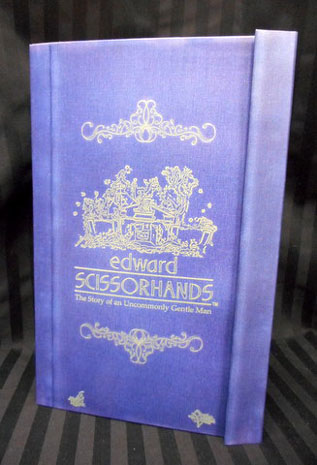 edward
SCISSORHANDS™
The Story of an Uncommonly Gentle Man